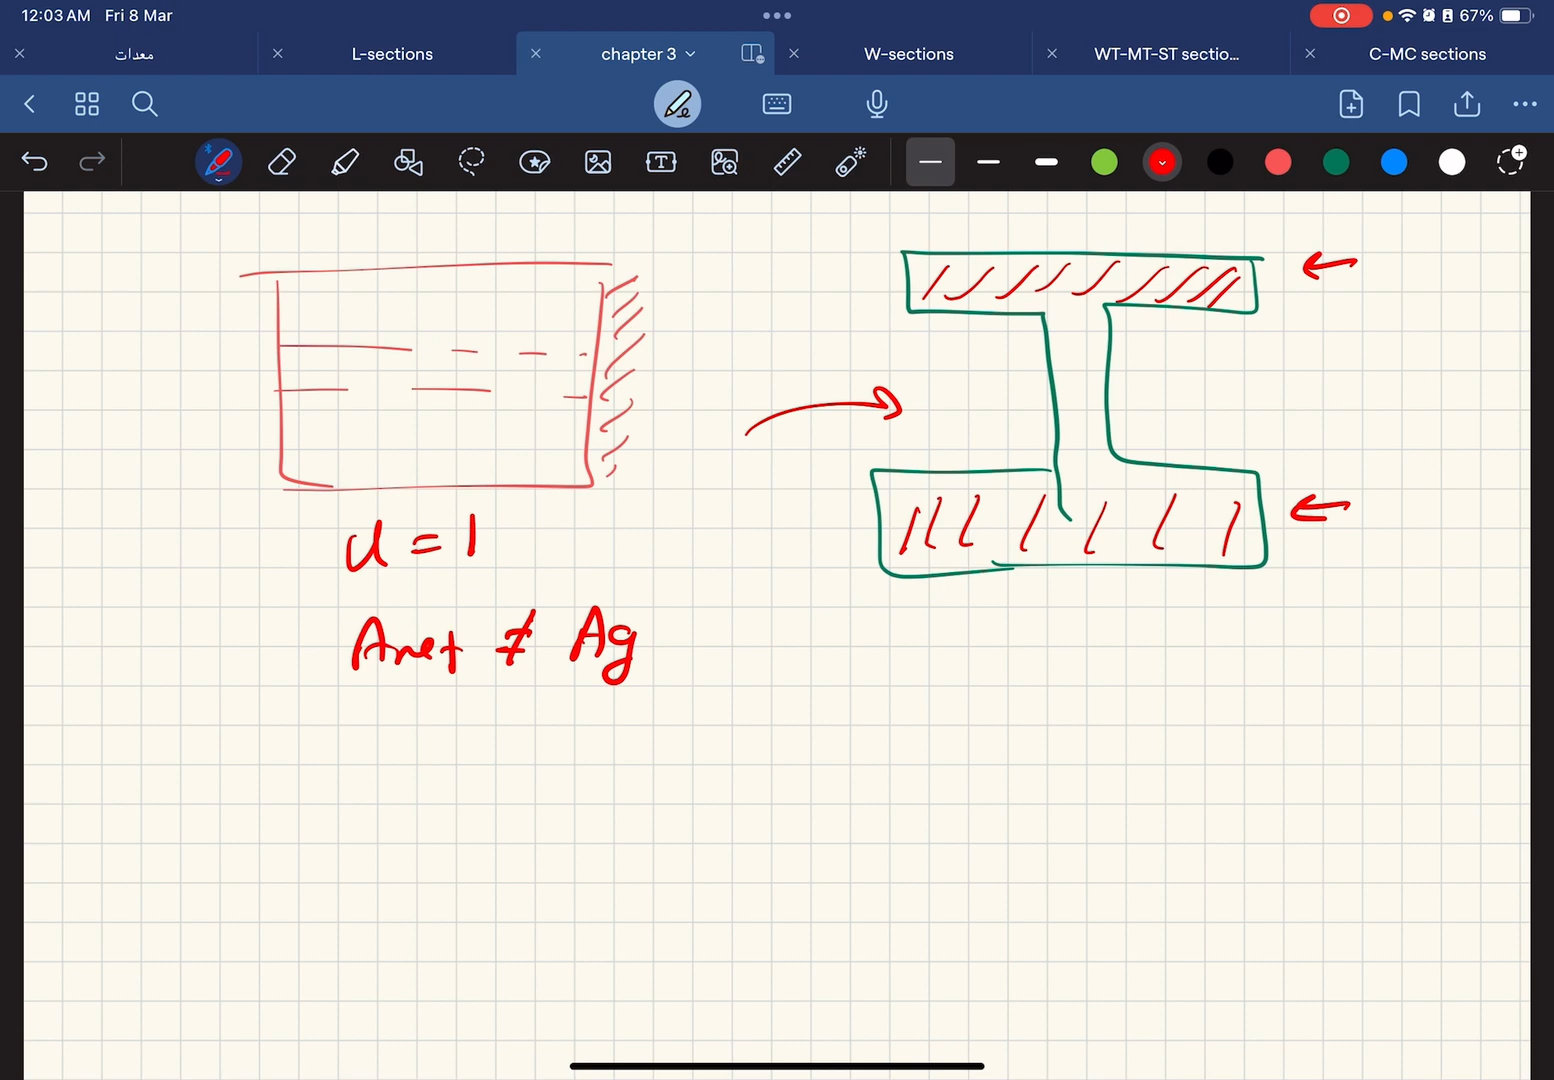 12:03 AM Fri 8 Mar
67%
معدات
L-sections
chapter 3
W-sections
WT-MT-ST sectio...
C-MC sections
u = 1
Anet ≠ Ag